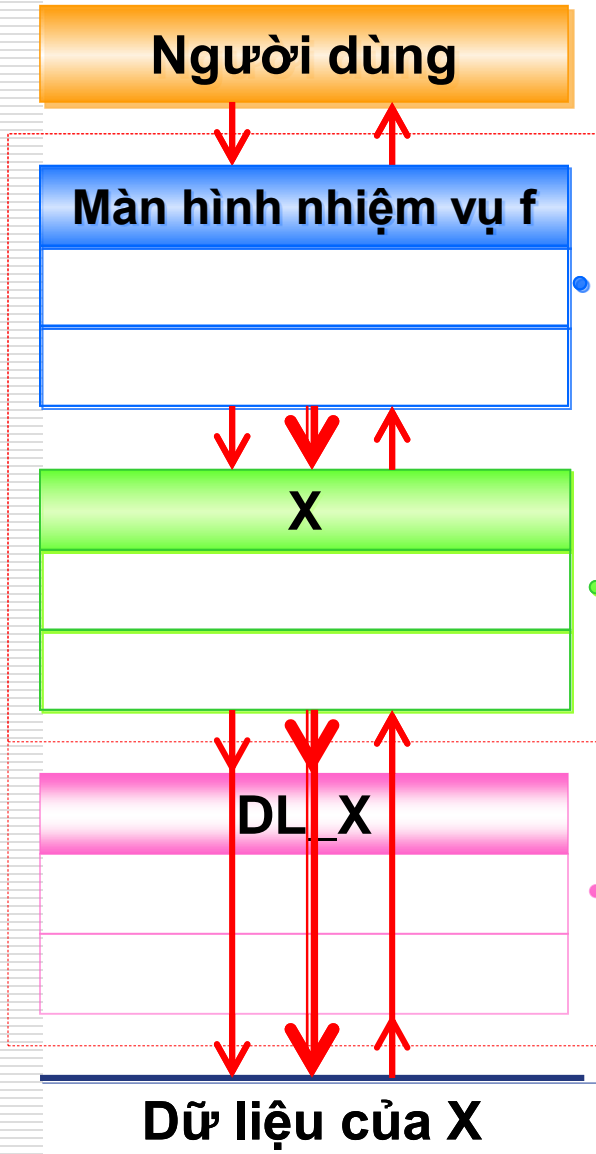 Người dùng
Màn hình nhiệm vụ f
X
DL_X
Dữ liệu của X